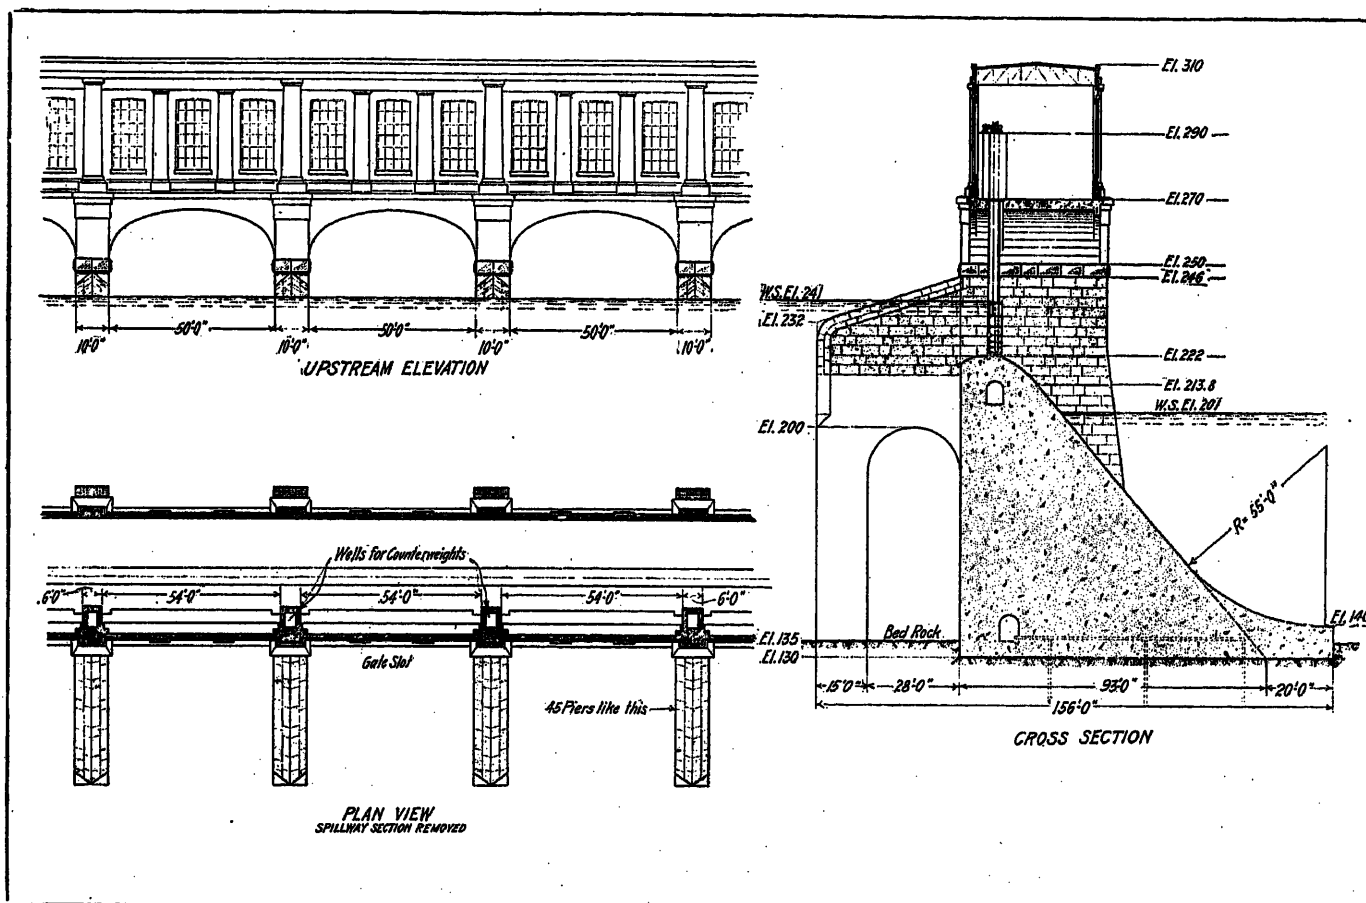 50'-0" 50'-0" 50'-0"
10'-0" 10'-0" 10'-0" 10'-0"
UPSTREAM ELEVATION
Wells for Counterweights
6'-0" 54'-0" 54'-0" 54'-0" 6'-0"
Gate Slot
45 Piers like this
PLAN VIEW
SPILLWAY SECTION REMOVED
El. 310
El. 290
El. 270
El. 250
El. 246
W.S. El. 241
El. 232
El. 222
El. 213.8
W.S. El. 207
El. 200
R= 55'-0"
El. 140
El. 135
Bed Rock
El. 130
15'-0" 28'-0" 93'-0" 20'-0"
156'-0"
CROSS SECTION